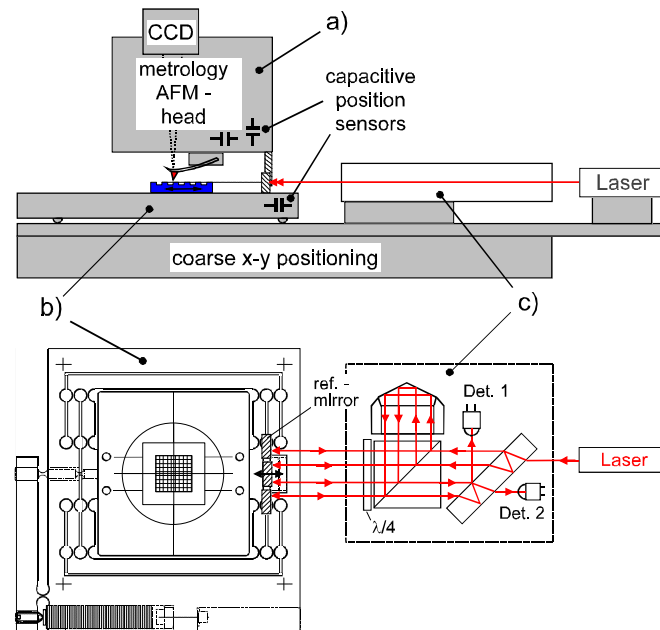 CCD
a)
metrology
AFM -
head
capacitive
position
sensors
Laser
coarse x-y positioning
b)
c)
ref. -
mirror
Det. 1
Laser
Det. 2
λ/4